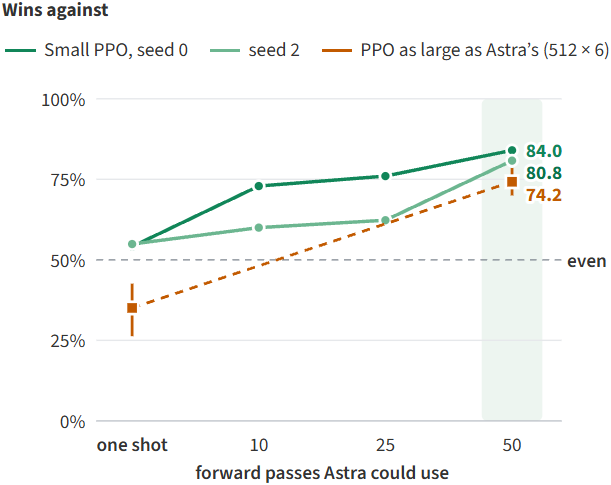 Wins against
Small PPO, seed 0 seed 2 PPO as large as Astra’s (512 × 6)
100%
84.0
80.8
75%
74.2
50%
even
25%
0%
one shot 10 25 50
forward passes Astra could use